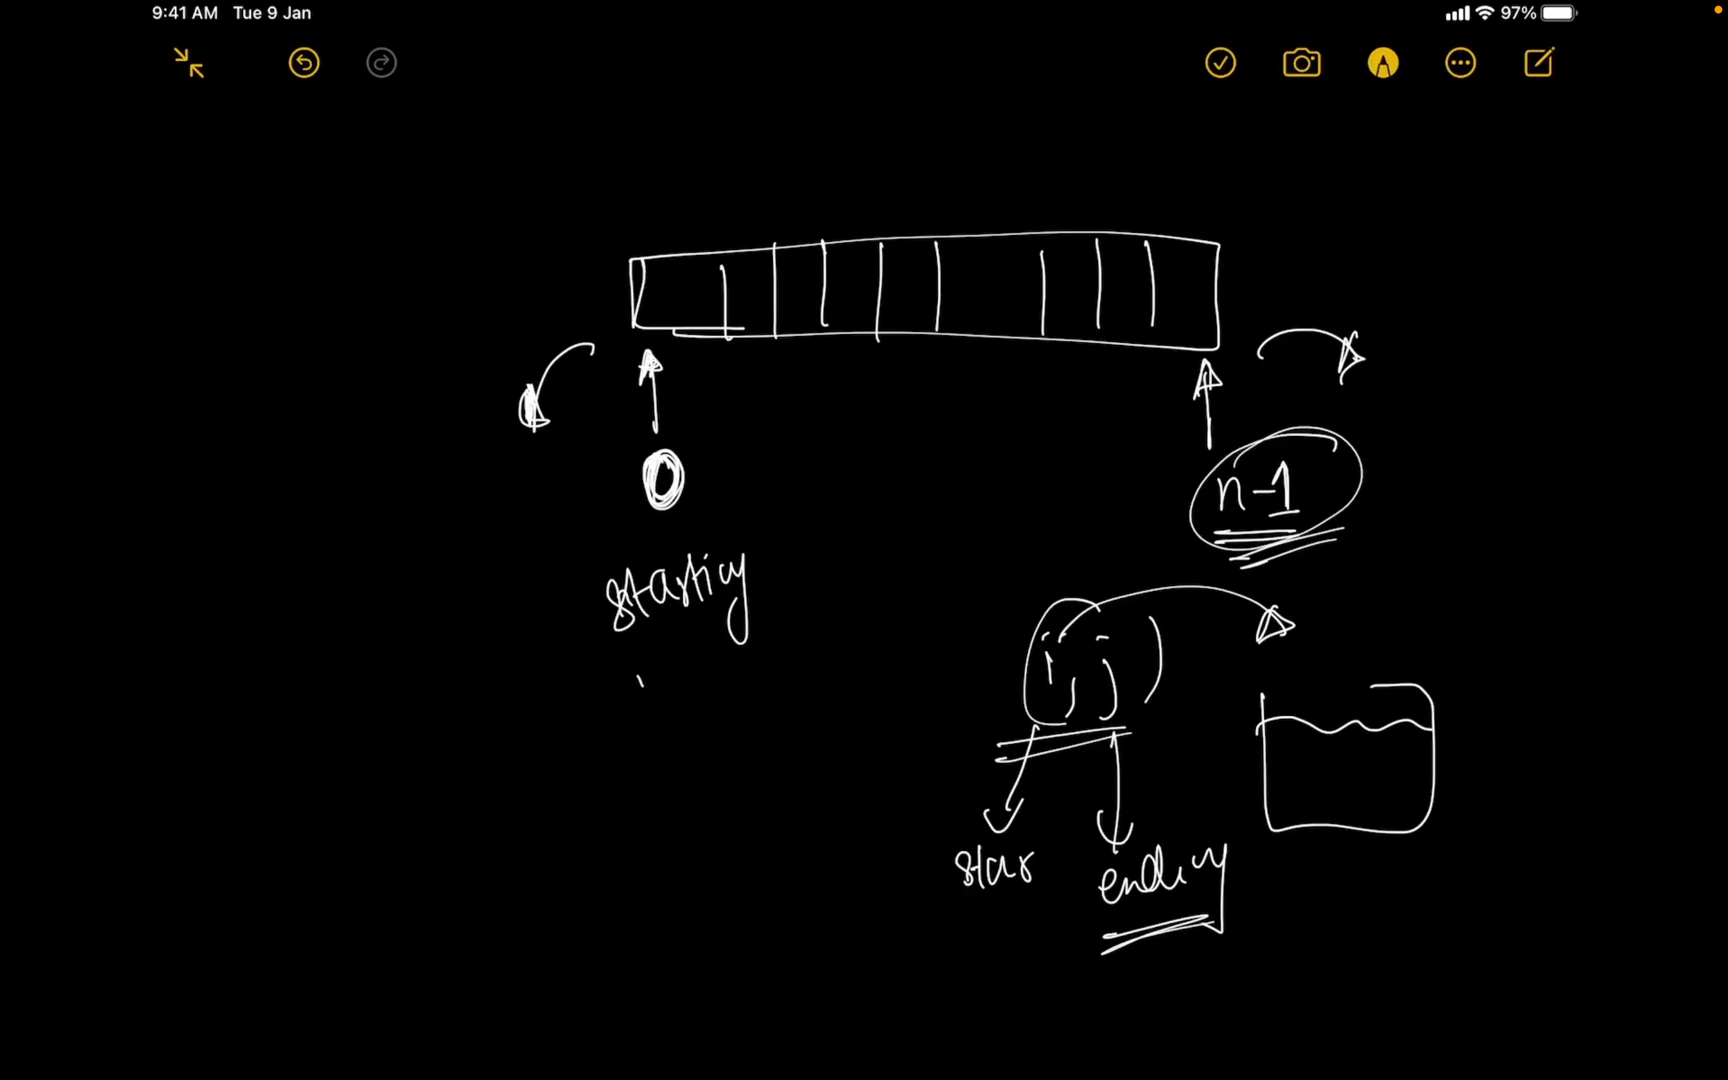 9:41 AM Tue 9 Jan
97%
0
n-1
starting
i, j )
star
ending